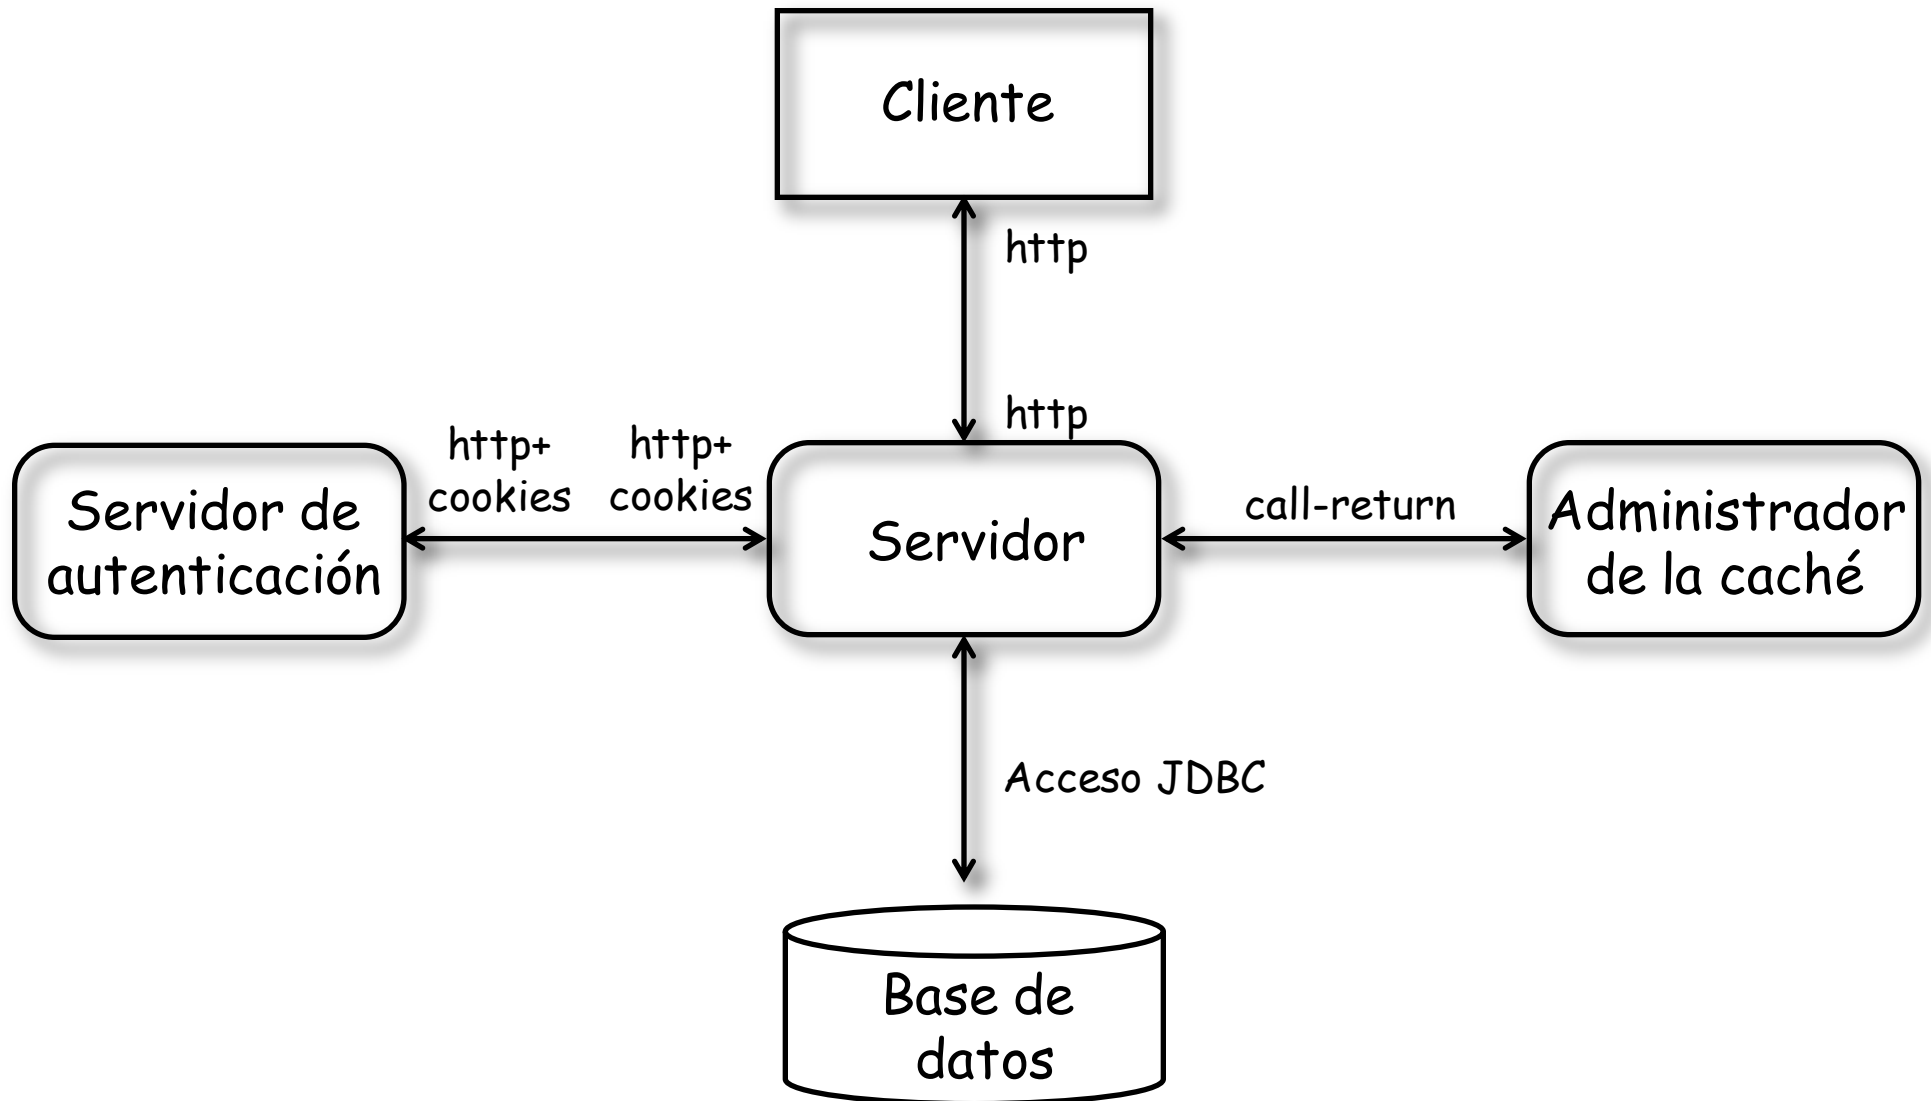 Cliente
http
http
http+
cookies
http+
cookies
Servidor de
autenticación
Servidor
call-return
Administrador
de la caché
Acceso JDBC
Base de
datos